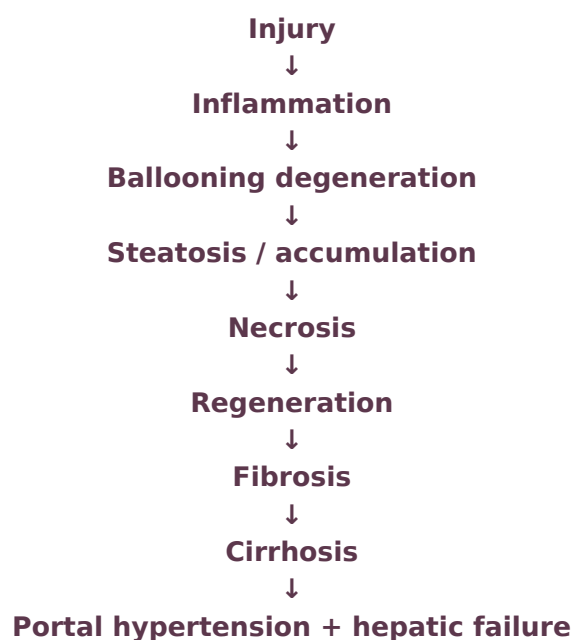 Injury
↓
Inflammation
↓
Ballooning degeneration
↓
Steatosis / accumulation
↓
Necrosis
↓
Regeneration
↓
Fibrosis
↓
Cirrhosis
↓
Portal hypertension + hepatic failure